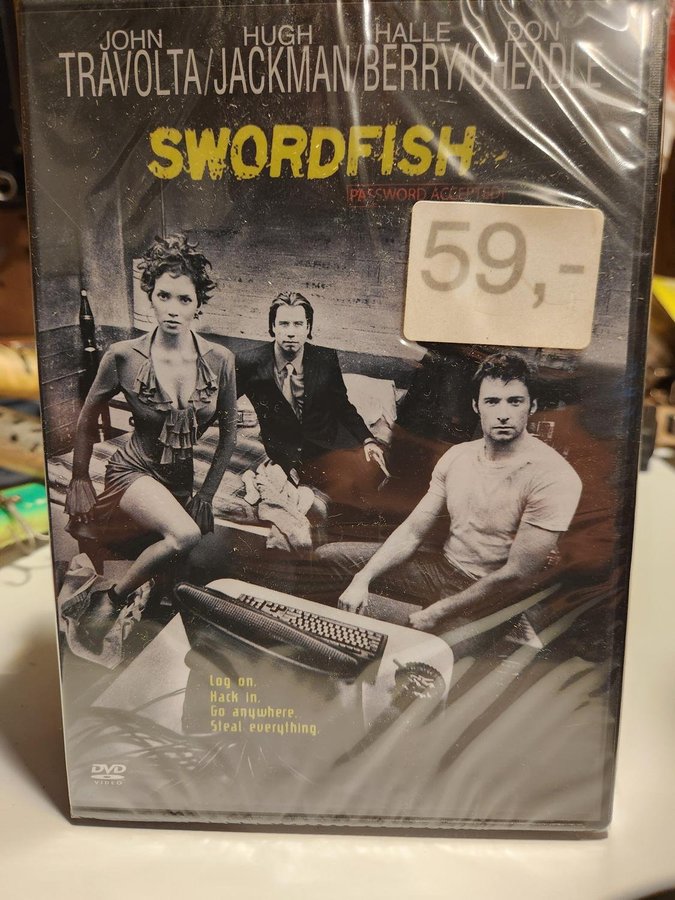 JOHN HUGH HALLE DON
TRAVOLTA/JACKMAN/BERRY/CHEADLE
SWORDFISH
PASSWORD ACCEPTED
59,-
Log on.
Hack in.
Go anywhere.
Steal everything.
DVD
VIDEO